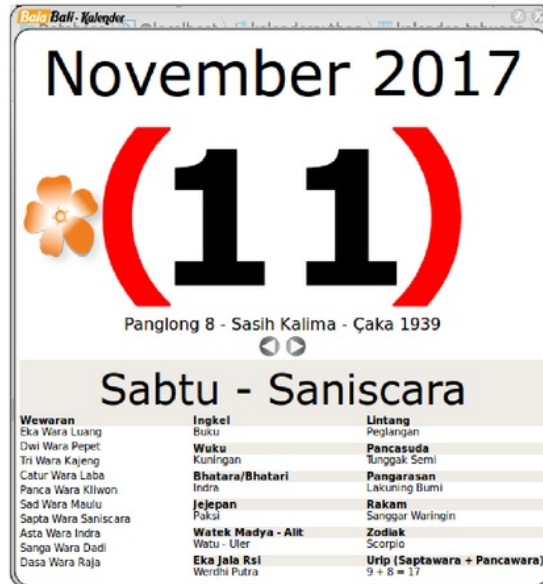 BalaBali - Kalender
November 2017
(11)
Panglong 8 - Sasih Kalima - Çaka 1939
Sabtu - Saniscara
Wewaran
Eka Wara Luang
Dwi Wara Pepet
Tri Wara Kajeng
Catur Wara Laba
Panca Wara Kliwon
Sad Wara Maulu
Sapta Wara Saniscara
Asta Wara Indra
Sanga Wara Dadi
Dasa Wara Raja
Ingkel
Buku
Wuku
Kuningan
Bhatara/Bhatari
Indra
Jejepan
Paksi
Watek Madya - Alit
Watu - Uler
Eka Jala Rsi
Werdhi Putra
Lintang
Peglangan
Pancasuda
Tunggak Semi
Pangarasan
Lakuning Bumi
Rakam
Sanggar Waringin
Zodiak
Scorpio
Urip (Saptawara + Pancawara)
9 + 8 = 17